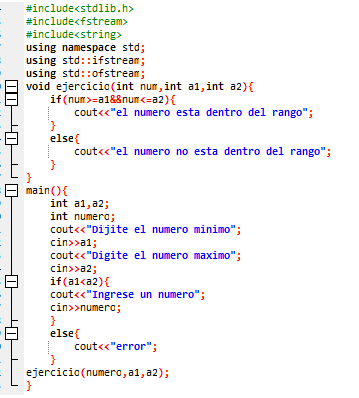 #include<stdlib.h>
#include<fstream>
#include<string>
using namespace std;
using std::ifstream;
using std::ofstream;
void ejercicio(int num,int a1,int a2){
if(num>=a1&&num<=a2){
cout<<"el numero esta dentro del rango";
}
else{
cout<<"el numero no esta dentro del rango";
}
}
main(){
int a1,a2;
int numero;
cout<<"Dijite el numero minimo";
cin>>a1;
cout<<"Digite el numero maximo";
cin>>a2;
if(a1<a2){
cout<<"Ingrese un numero";
cin>>numero;
}
else{
cout<<"error";
}
ejercicio(numero,a1,a2);
}